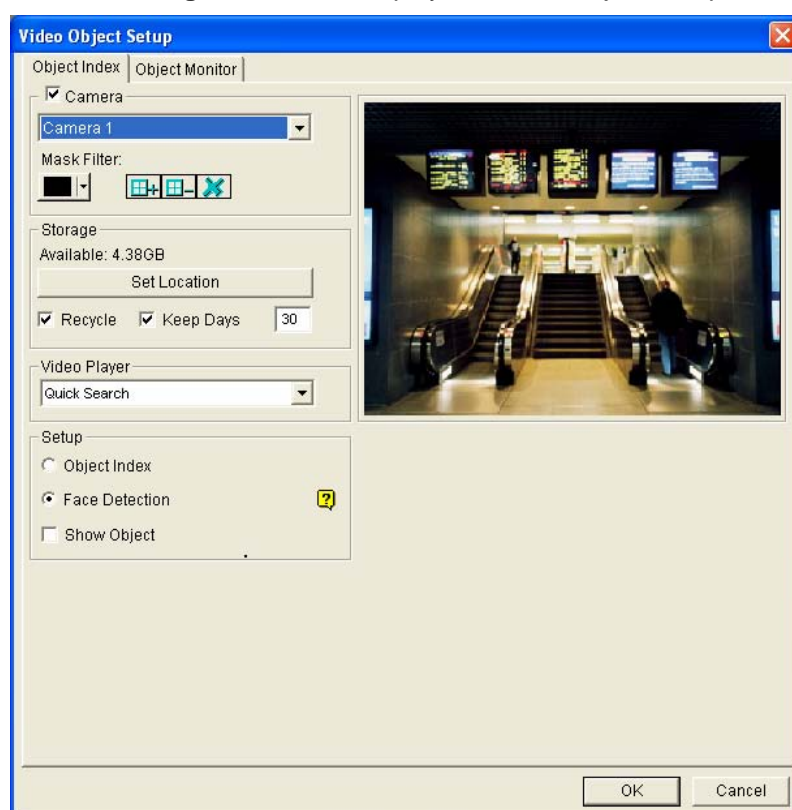 Video Object Setup
Object Index
Object Monitor
Camera
Camera 1
Mask Filter:
Storage
Available: 4.38GB
Set Location
Recycle
Keep Days
30
Video Player
Quick Search
Setup
Object Index
Face Detection
Show Object
OK
Cancel